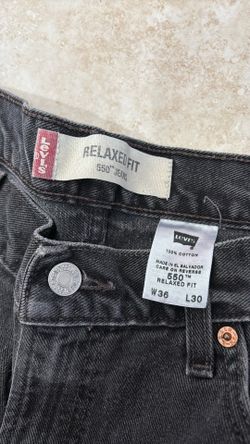 Levi's
RELAXED FIT
550™ JEANS
Levi's
100% COTTON
MADE IN EL SALVADOR
CARE ON REVERSE
550™
RELAXED FIT
W36 L30